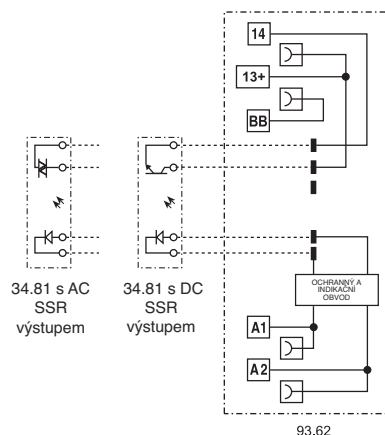 14
13+
BB
34.81 s AC
SSR
výstupem
34.81 s DC
SSR
výstupem
OCHRANNÝ A
INDIKAČNÍ
OBVOD
A1
A2
93.62